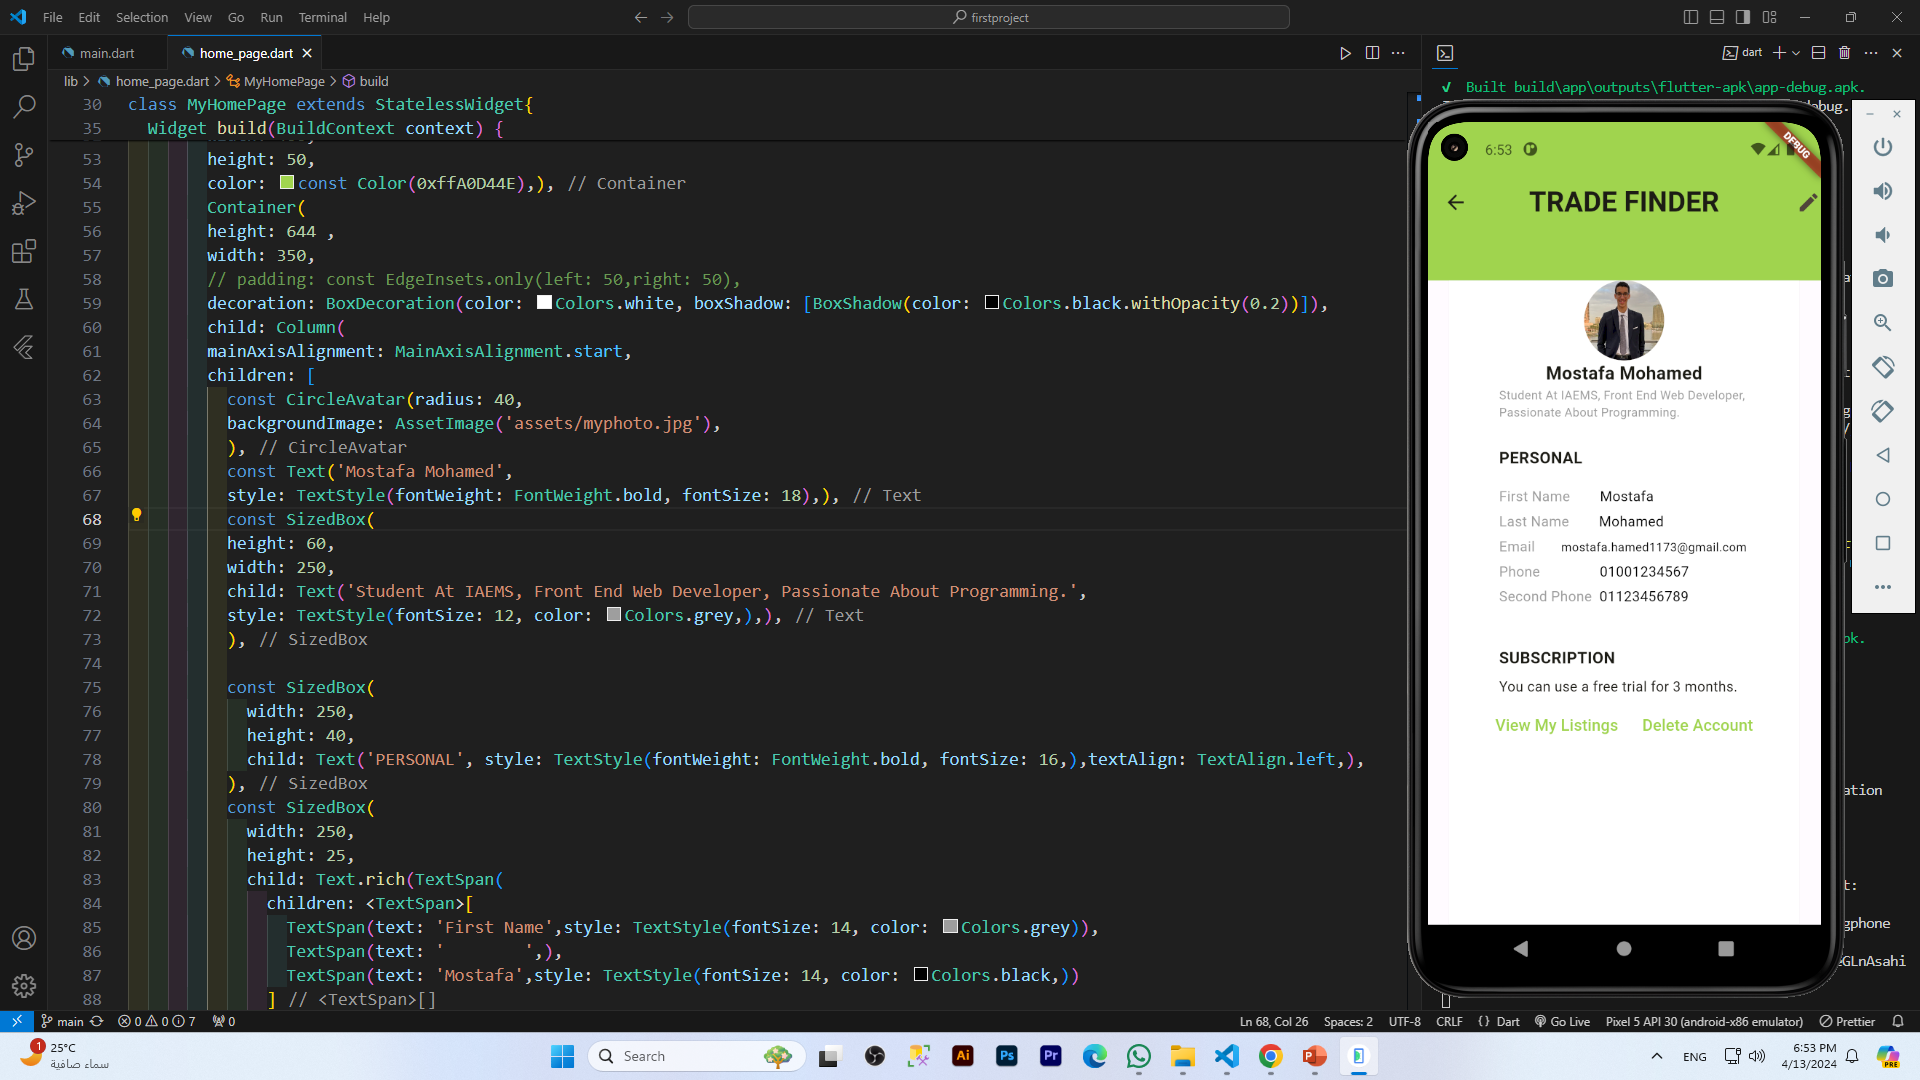 File Edit Selection View Go Run Terminal Help
firstproject
main.dart
home_page.dart
lib > home_page.dart > MyHomePage > build
30 class MyHomePage extends StatelessWidget{
35 Widget build(BuildContext context) {
53 height: 50,
54 color: const Color(0xffA0D44E),), // Container
55 Container(
56 height: 644 ,
57 width: 350,
58 // padding: const EdgeInsets.only(left: 50,right: 50),
59 decoration: BoxDecoration(color: Colors.white, boxShadow: [BoxShadow(color: Colors.black.withOpacity(0.2))]),
60 child: Column(
61 mainAxisAlignment: MainAxisAlignment.start,
62 children: [
63 const CircleAvatar(radius: 40,
64 backgroundImage: AssetImage('assets/myphoto.jpg'),
65 ), // CircleAvatar
66 const Text('Mostafa Mohamed',
67 style: TextStyle(fontWeight: FontWeight.bold, fontSize: 18),), // Text
68 const SizedBox(
69 height: 60,
70 width: 250,
71 child: Text('Student At IAEMS, Front End Web Developer, Passionate About Programming.',
72 style: TextStyle(fontSize: 12, color: Colors.grey,),), // Text
73 ), // SizedBox
74
75 const SizedBox(
76 width: 250,
77 height: 40,
78 child: Text('PERSONAL', style: TextStyle(fontWeight: FontWeight.bold, fontSize: 16,),textAlign: TextAlign.left,),
79 ), // SizedBox
80 const SizedBox(
81 width: 250,
82 height: 25,
83 child: Text.rich(TextSpan(
84 children: <TextSpan>[
85 TextSpan(text: 'First Name',style: TextStyle(fontSize: 14, color: Colors.grey)),
86 TextSpan(text: '        ',),
87 TextSpan(text: 'Mostafa',style: TextStyle(fontSize: 14, color: Colors.black,))
88 ] // <TextSpan>[]
dart
√ Built build\app\outputs\flutter-apk\app-debug.apk.
6:53
DEBUG
TRADE FINDER
Mostafa Mohamed
Student At IAEMS, Front End Web Developer,
Passionate About Programming.
PERSONAL
First Name Mostafa
Last Name Mohamed
Email mostafa.hamed1173@gmail.com
Phone 01001234567
Second Phone 01123456789
SUBSCRIPTION
You can use a free trial for 3 months.
View My Listings Delete Account
main 0 0 7 0
Ln 68, Col 26 Spaces: 2 UTF-8 CRLF {} Dart Go Live Pixel 5 API 30 (android-x86 emulator) Prettier
1
25°C
سماء صافية
Search
Ai Ps Pr
ENG
6:53 PM
4/13/2024
PRE